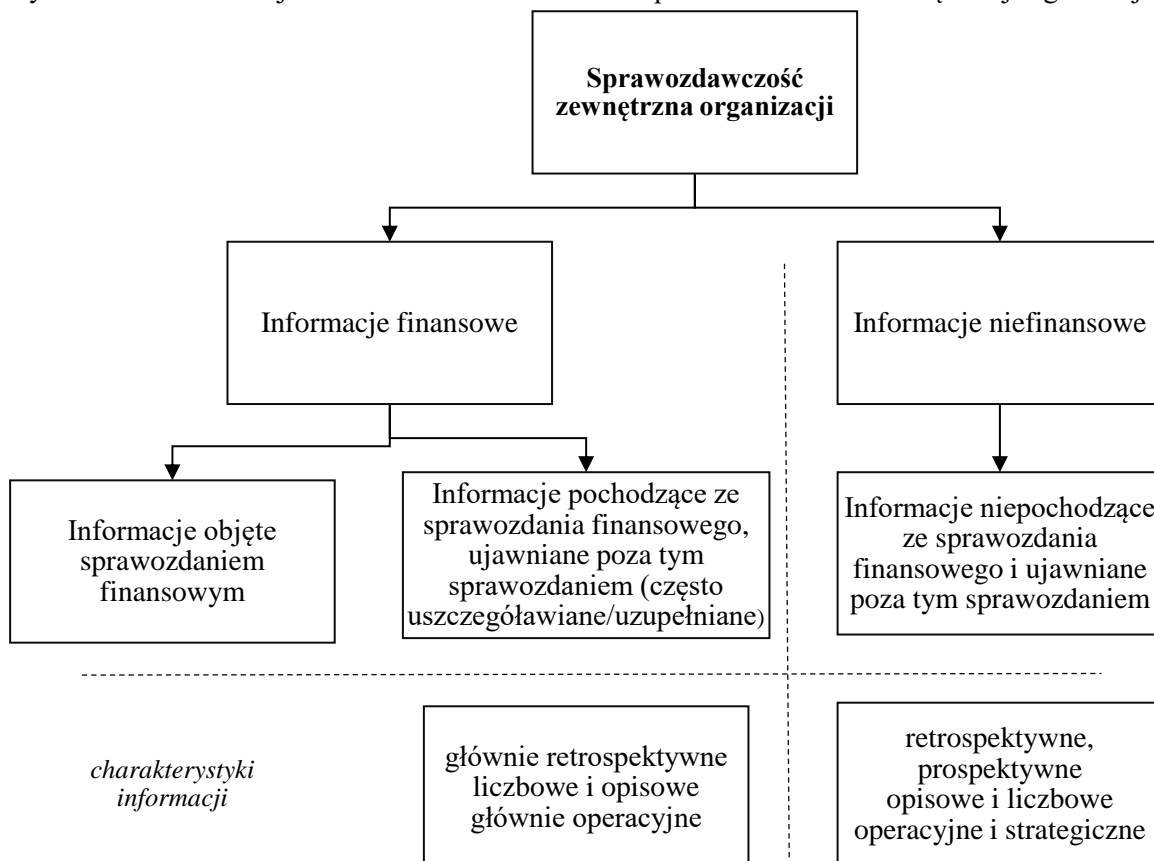 Sprawozdawczość
zewnętrzna organizacji
Informacje finansowe
Informacje niefinansowe
Informacje objęte
sprawozdaniem
finansowym
Informacje pochodzące ze
sprawozdania finansowego,
ujawniane poza tym
sprawozdaniem (często
uszczegóławiane/uzupełniane)
Informacje niepochodzące
ze sprawozdania
finansowego i ujawniane
poza tym sprawozdaniem
charakterystyki
informacji
głównie retrospektywne
liczbowe i opisowe
głównie operacyjne
retrospektywne,
prospektywne
opisowe i liczbowe
operacyjne i strategiczne